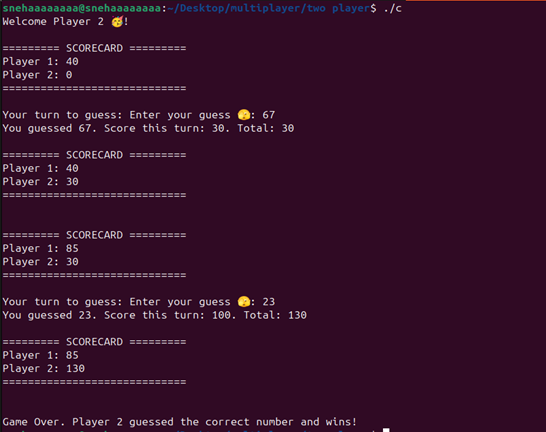 snehaaaaaaaa@snehaaaaaaaa:~/Desktop/multiplayer/two player$ ./c
Welcome Player 2 🥳!
========= SCORECARD =========
Player 1: 40
Player 2: 0
=============================
Your turn to guess: Enter your guess 🫣: 67
You guessed 67. Score this turn: 30. Total: 30
========= SCORECARD =========
Player 1: 40
Player 2: 30
=============================
========= SCORECARD =========
Player 1: 85
Player 2: 30
=============================
Your turn to guess: Enter your guess 🫣: 23
You guessed 23. Score this turn: 100. Total: 130
========= SCORECARD =========
Player 1: 85
Player 2: 130
=============================
Game Over. Player 2 guessed the correct number and wins!